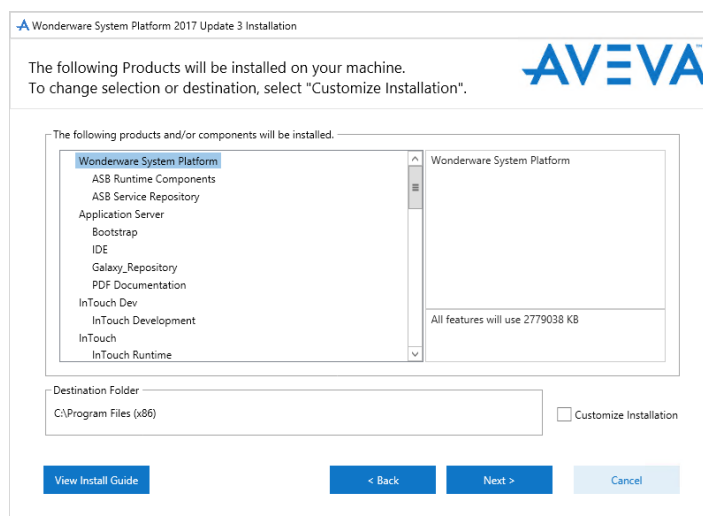 Wonderware System Platform 2017 Update 3 Installation
The following Products will be installed on your machine.
To change selection or destination, select "Customize Installation".
AVEVA
The following products and/or components will be installed.
Wonderware System Platform
ASB Runtime Components
ASB Service Repository
Application Server
Bootstrap
IDE
Galaxy_Repository
PDF Documentation
InTouch Dev
InTouch Development
InTouch
InTouch Runtime
Wonderware System Platform
All features will use 2779038 KB
Destination Folder
C:\Program Files (x86)
Customize Installation
View Install Guide
< Back
Next >
Cancel